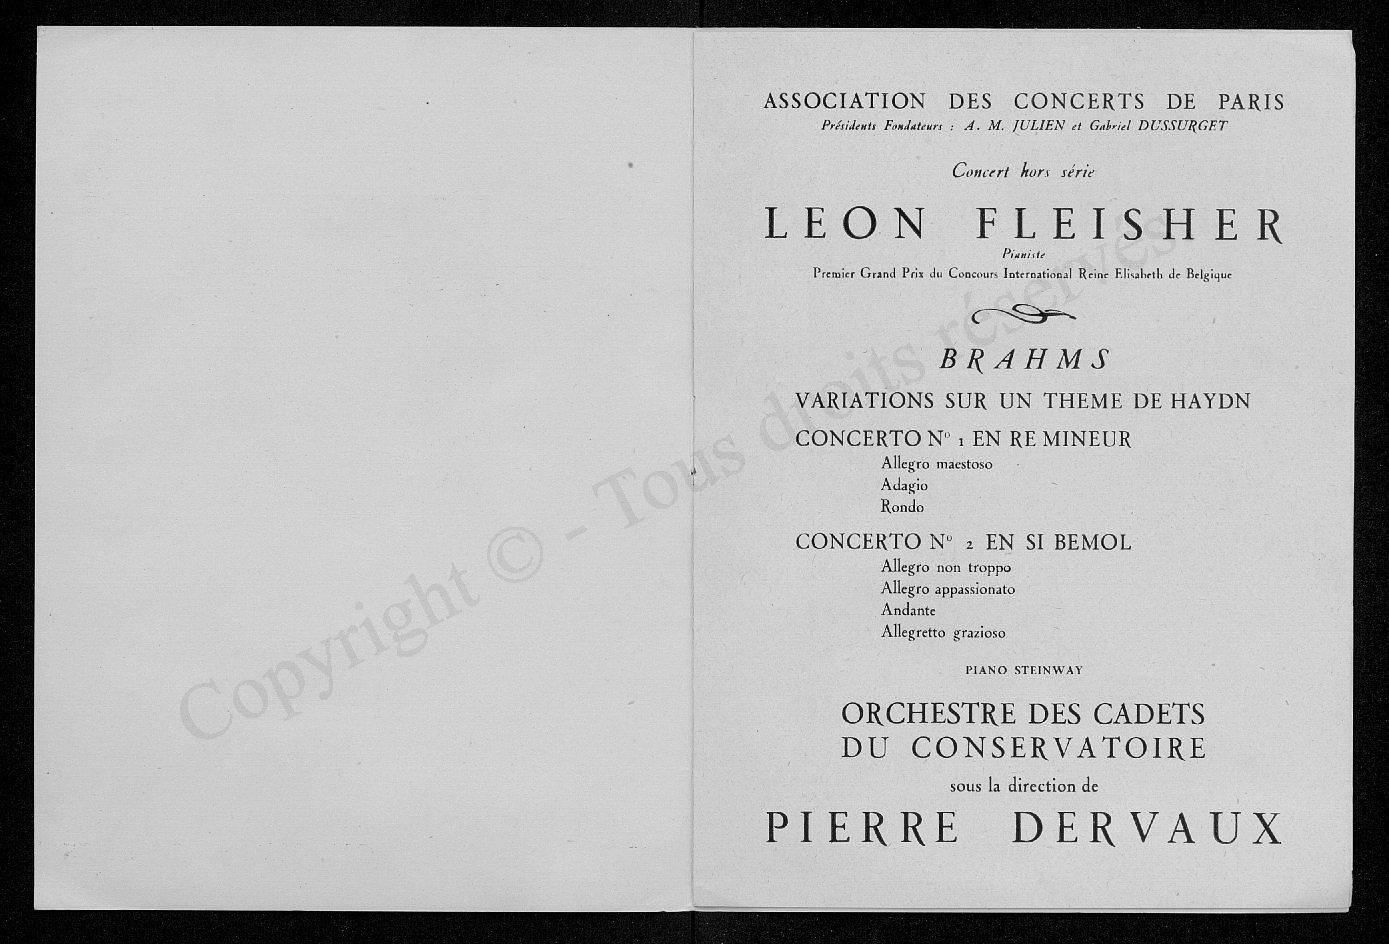 ASSOCIATION DES CONCERTS DE PARIS
Présidents Fondateurs : A. M. JULIEN et Gabriel DUSSURGET
Concert hors série
LEON FLEISHER
Pianiste
Premier Grand Prix du Concours International Reine Elisabeth de Belgique
BRAHMS
VARIATIONS SUR UN THEME DE HAYDN
CONCERTO Nº 1 EN RE MINEUR
Allegro maestoso
Adagio
Rondo
CONCERTO Nº 2 EN SI BEMOL
Allegro non troppo
Allegro appassionato
Andante
Allegretto grazioso
PIANO STEINWAY
ORCHESTRE DES CADETS
DU CONSERVATOIRE
sous la direction de
PIERRE DERVAUX
Copyright © - Tous droits réservés